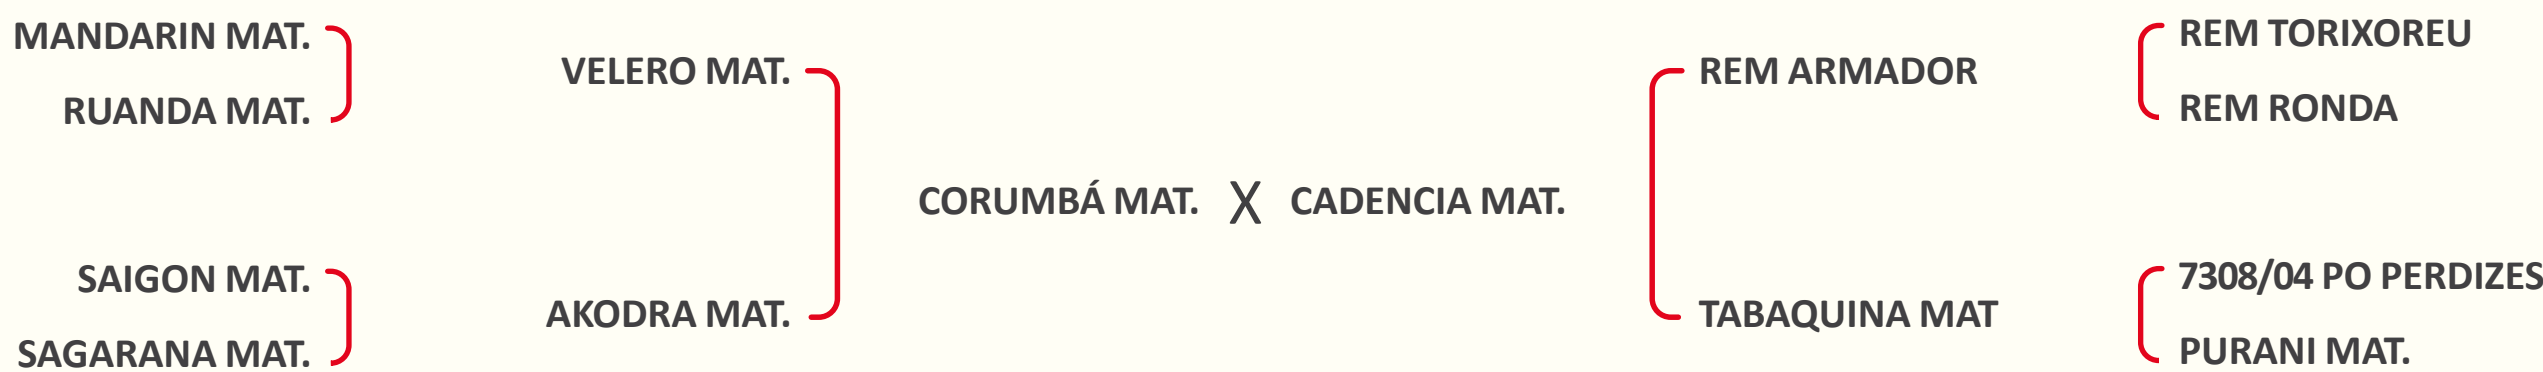 MANDARIN MAT.
RUANDA MAT.
SAIGON MAT.
SAGARANA MAT.
VELERO MAT.
AKODRA MAT.
CORUMBÁ MAT. X CADENCIA MAT.
REM ARMADOR
TABAQUINA MAT
REM TORIXOREU
REM RONDA
7308/04 PO PERDIZES
PURANI MAT.